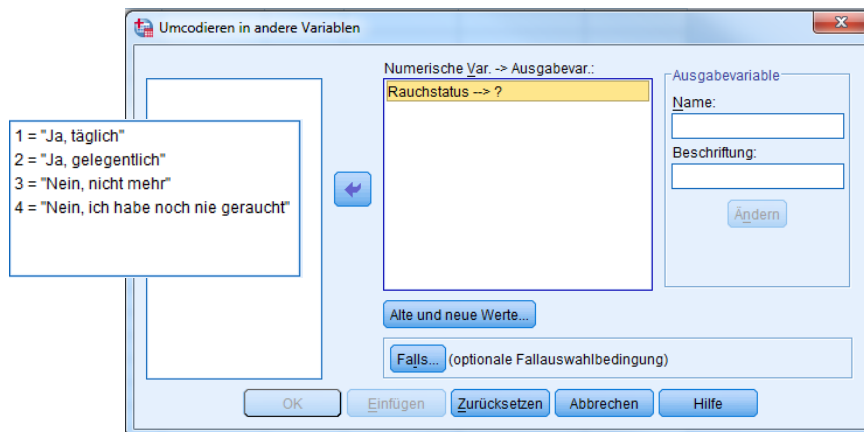 Umcodieren in andere Variablen
Numerische Var. -> Ausgabevar.:
Rauchstatus --> ?
1 = "Ja, täglich"
2 = "Ja, gelegentlich"
3 = "Nein, nicht mehr"
4 = "Nein, ich habe noch nie geraucht"
Ausgabevariable
Name:
Beschriftung:
Ändern
Alte und neue Werte...
Falls... (optionale Fallauswahlbedingung)
OK Einfügen Zurücksetzen Abbrechen Hilfe